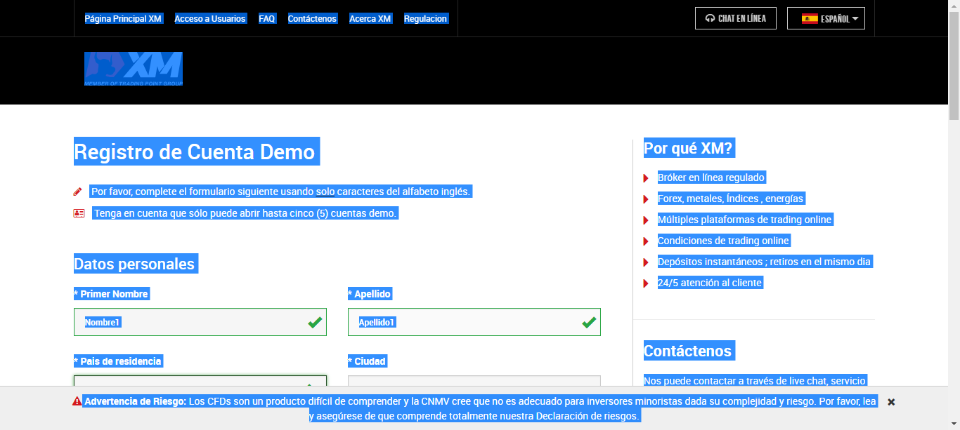 Página Principal XM Acceso a Usuarios FAQ Contáctenos Acerca XM Regulacion CHAT EN LÍNEA ESPAÑOL
XM
MEMBER OF TRADING POINT GROUP
Registro de Cuenta Demo
Por favor, complete el formulario siguiente usando solo caracteres del alfabeto inglés.
Tenga en cuenta que sólo puede abrir hasta cinco (5) cuentas demo.
Datos personales
* Primer Nombre * Apellido
Nombre1 Apellido1
* Pais de residencia * Ciudad
Por qué XM?
Bróker en línea regulado
Forex, metales, Índices , energías
Múltiples plataformas de trading online
Condiciones de trading online
Depósitos instantáneos ; retiros en el mismo dia
24/5 atención al cliente
Contáctenos
Nos puede contactar a través de live chat, servicio
Advertencia de Riesgo: Los CFDs son un producto difícil de comprender y la CNMV cree que no es adecuado para inversores minoristas dada su complejidad y riesgo. Por favor, lea
y asegúrese de que comprende totalmente nuestra Declaración de riesgos.